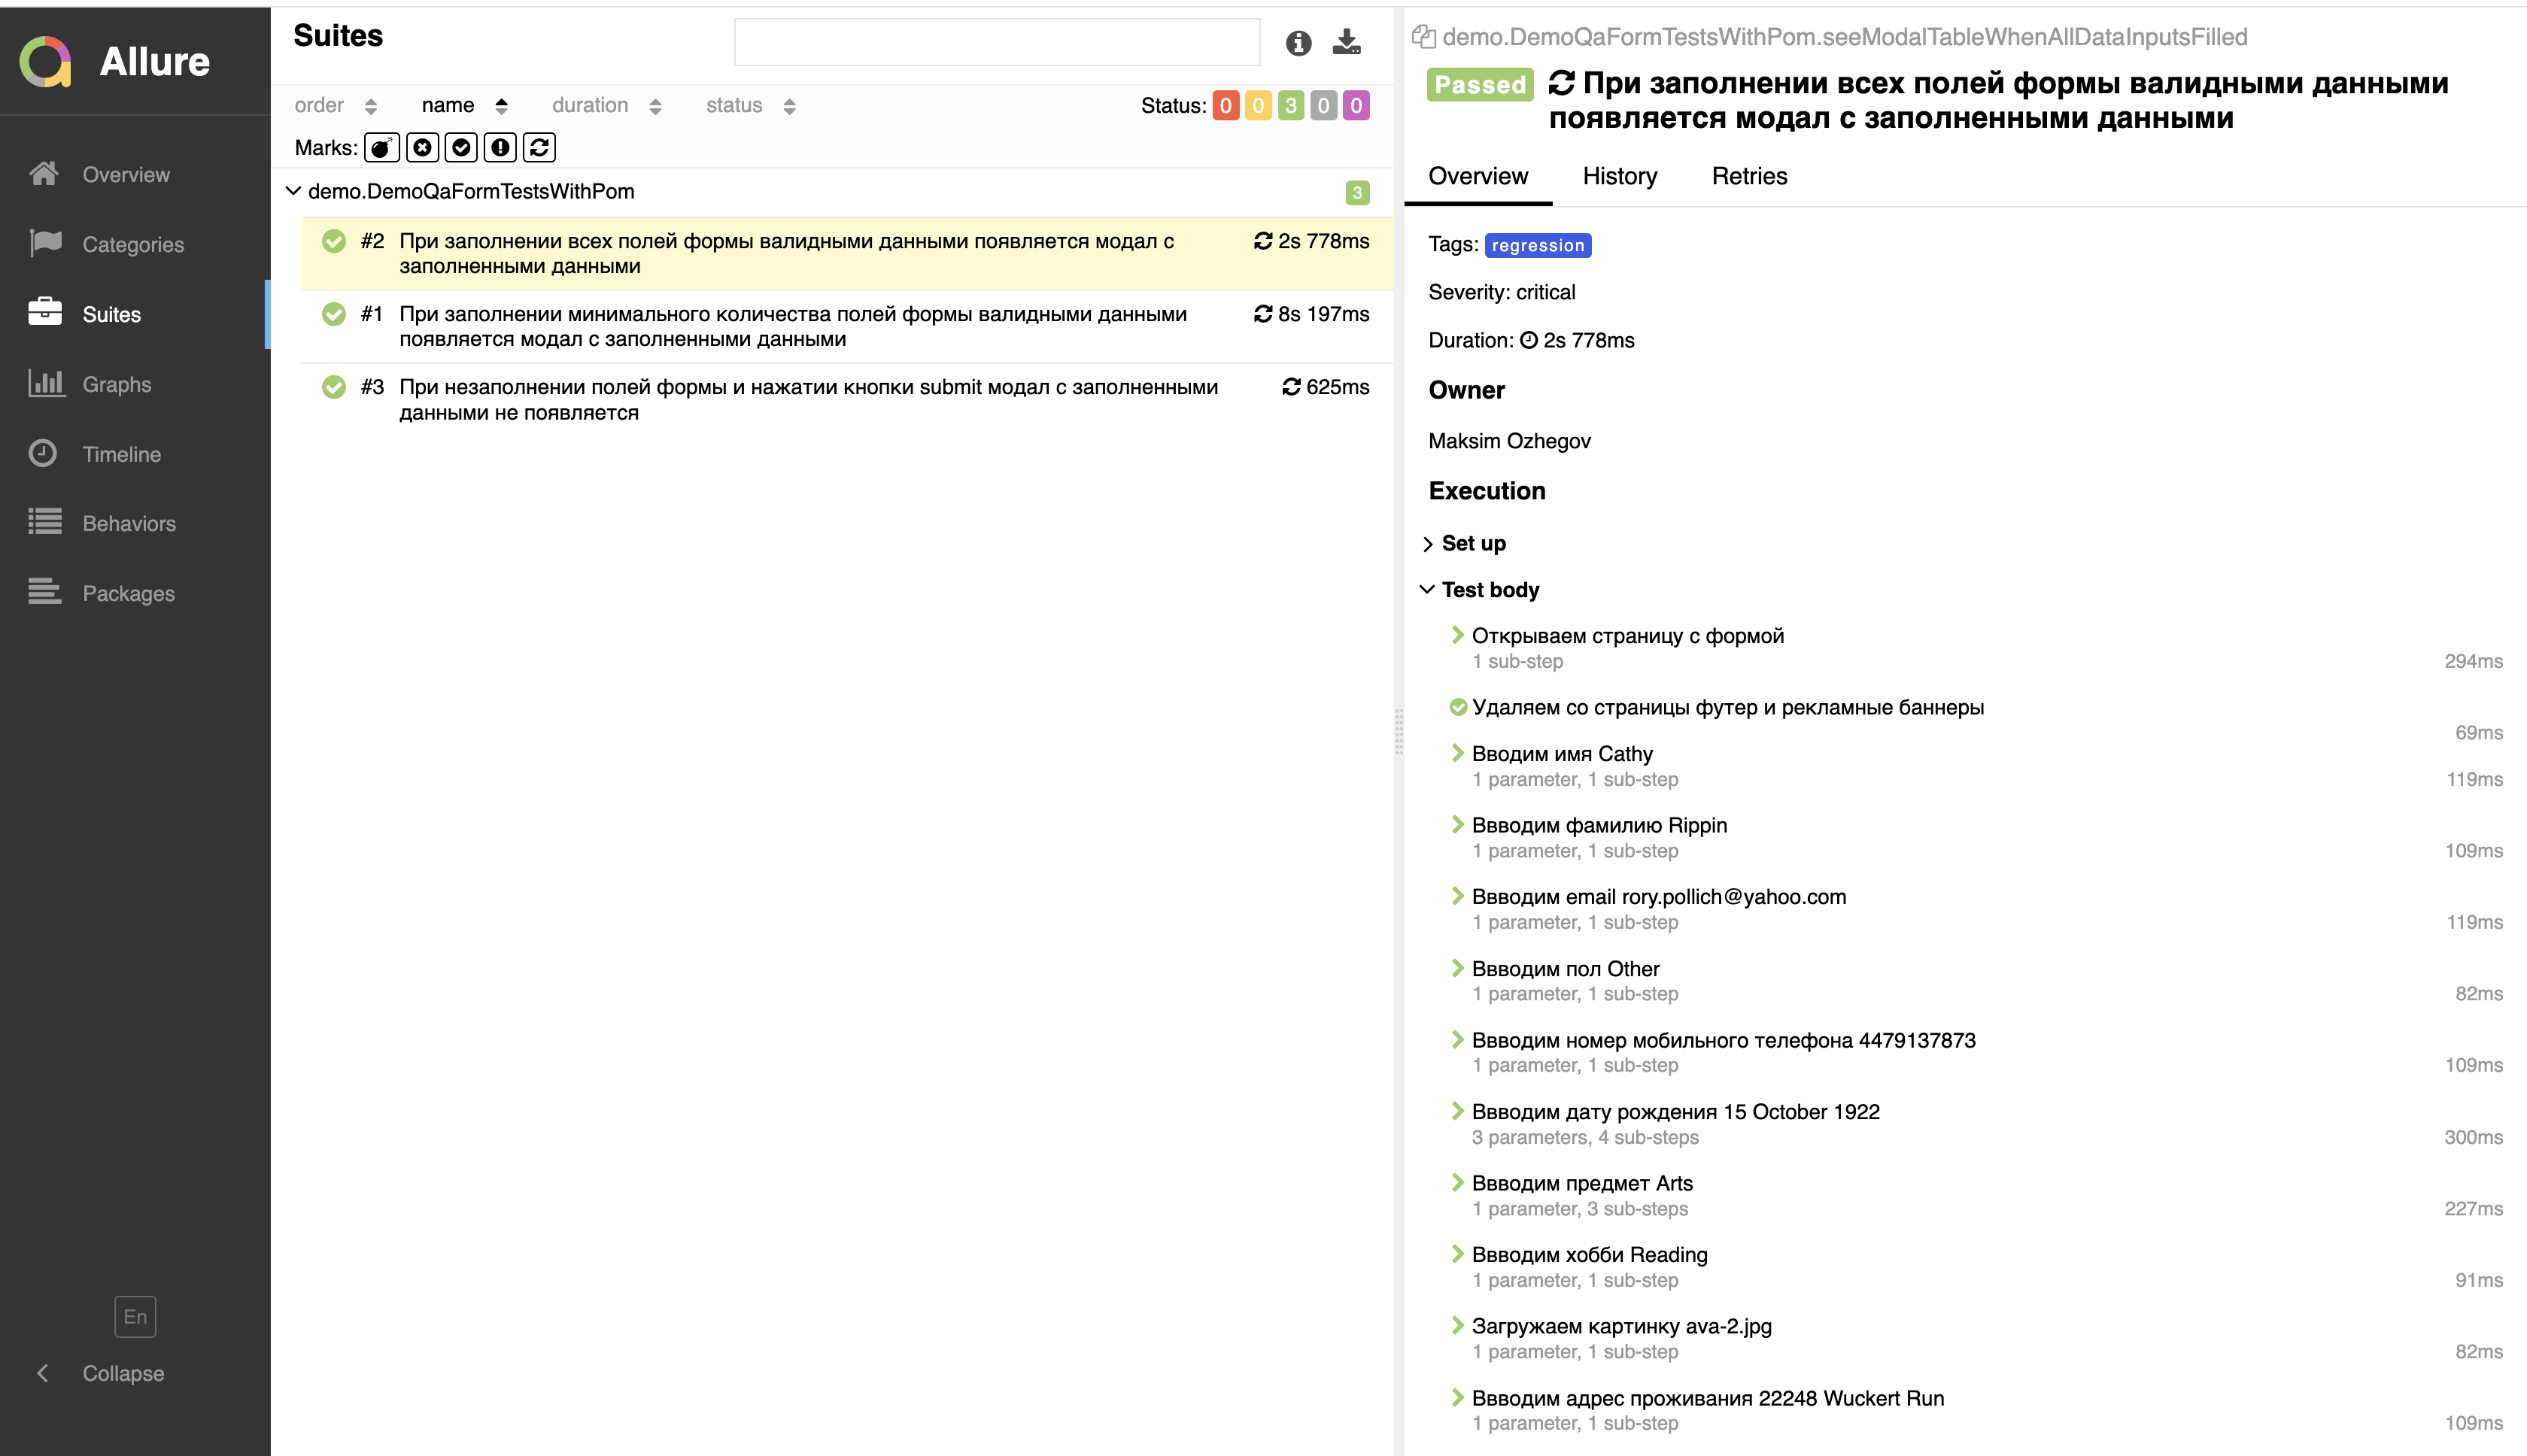 Allure
Overview
Categories
Suites
Graphs
Timeline
Behaviors
Packages
En
Collapse
Suites
order name duration status
Status: 0 0 3 0 0
Marks:
demo.DemoQaFormTestsWithPom 3
#2 При заполнении всех полей формы валидными данными появляется модал с 2s 778ms
заполненными данными
#1 При заполнении минимального количества полей формы валидными данными 8s 197ms
появляется модал с заполненными данными
#3 При незаполнении полей формы и нажатии кнопки submit модал с заполненными 625ms
данными не появляется
demo.DemoQaFormTestsWithPom.seeModalTableWhenAllDataInputsFilled
Passed При заполнении всех полей формы валидными данными
появляется модал с заполненными данными
Overview History Retries
Tags: regression
Severity: critical
Duration: 2s 778ms
Owner
Maksim Ozhegov
Execution
Set up
Test body
Открываем страницу с формой
1 sub-step 294ms
Удаляем со страницы футер и рекламные баннеры
69ms
Вводим имя Cathy
1 parameter, 1 sub-step 119ms
Ввводим фамилию Rippin
1 parameter, 1 sub-step 109ms
Ввводим email rory.pollich@yahoo.com
1 parameter, 1 sub-step 119ms
Ввводим пол Other
1 parameter, 1 sub-step 82ms
Ввводим номер мобильного телефона 4479137873
1 parameter, 1 sub-step 109ms
Ввводим дату рождения 15 October 1922
3 parameters, 4 sub-steps 300ms
Ввводим предмет Arts
1 parameter, 3 sub-steps 227ms
Ввводим хобби Reading
1 parameter, 1 sub-step 91ms
Загружаем картинку ava-2.jpg
1 parameter, 1 sub-step 82ms
Ввводим адрес проживания 22248 Wuckert Run
1 parameter, 1 sub-step 109ms